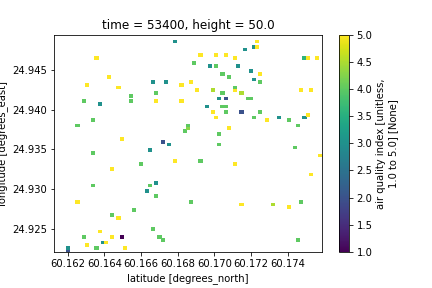 time = 53400, height = 50.0
24.945
24.940
24.935
24.930
24.925
longitude [degrees_east]
60.162 60.164 60.166 60.168 60.170 60.172 60.174
latitude [degrees_north]
5.0
4.5
4.0
3.5
3.0
2.5
2.0
1.5
1.0
air quality index [unitless,
1.0 to 5.0] [None]